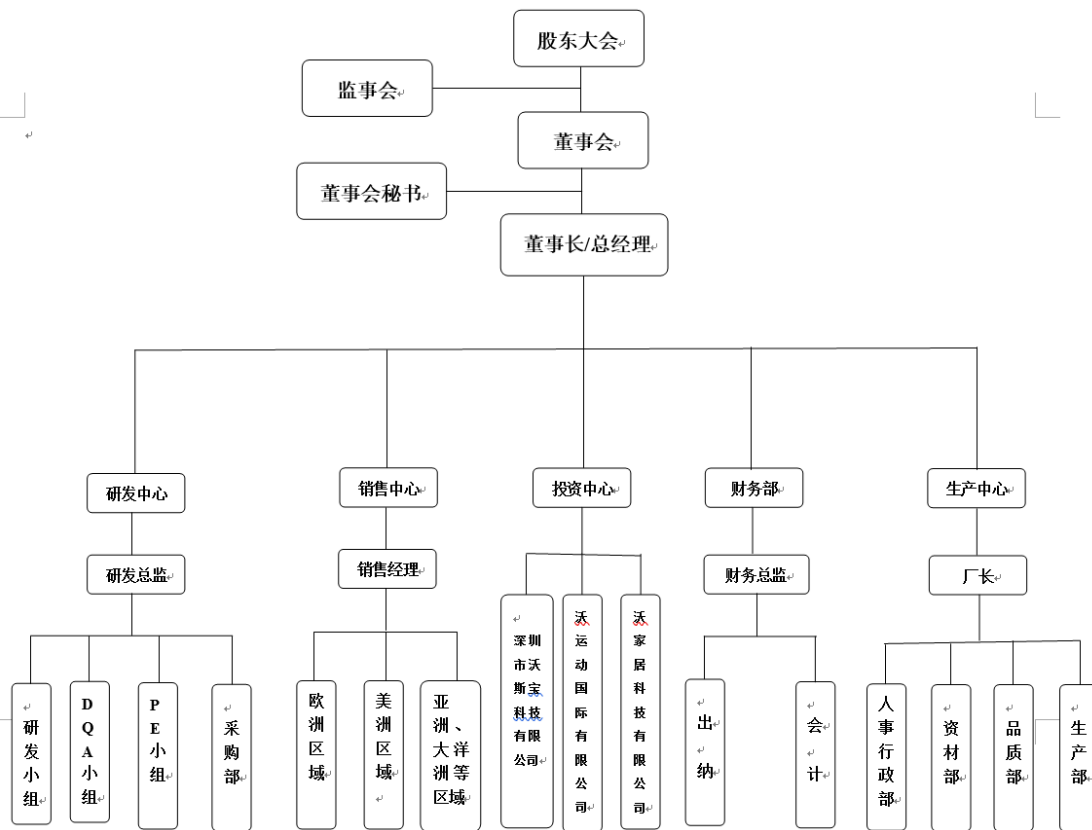 股东大会
监事会
董事会
董事会秘书
董事长/总经理
研发中心
销售中心
投资中心
财务部
生产中心
研发总监
销售经理
财务总监
厂长
研发小组
DQA小组
PE小组
采购部
欧洲区域
美洲区域
亚洲、大洋洲等区域
深圳市沃斯宝科技有限公司
沃运动国际有限公司
沃家居科技有限公司
出纳
会计
人事行政部
资材部
品质部
生产部